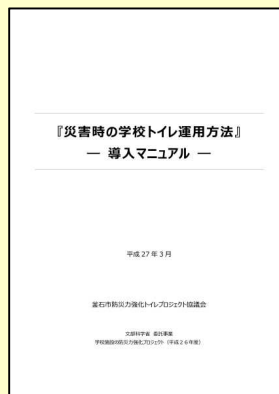 『災害時の学校トイレ運用方法』
― 導入マニュアル ―
平成27年3月
釜石市防災力強化トイレプロジェクト協議会
文部科学省 委託事業
学校施設の防災力強化プロジェクト（平成26年度）